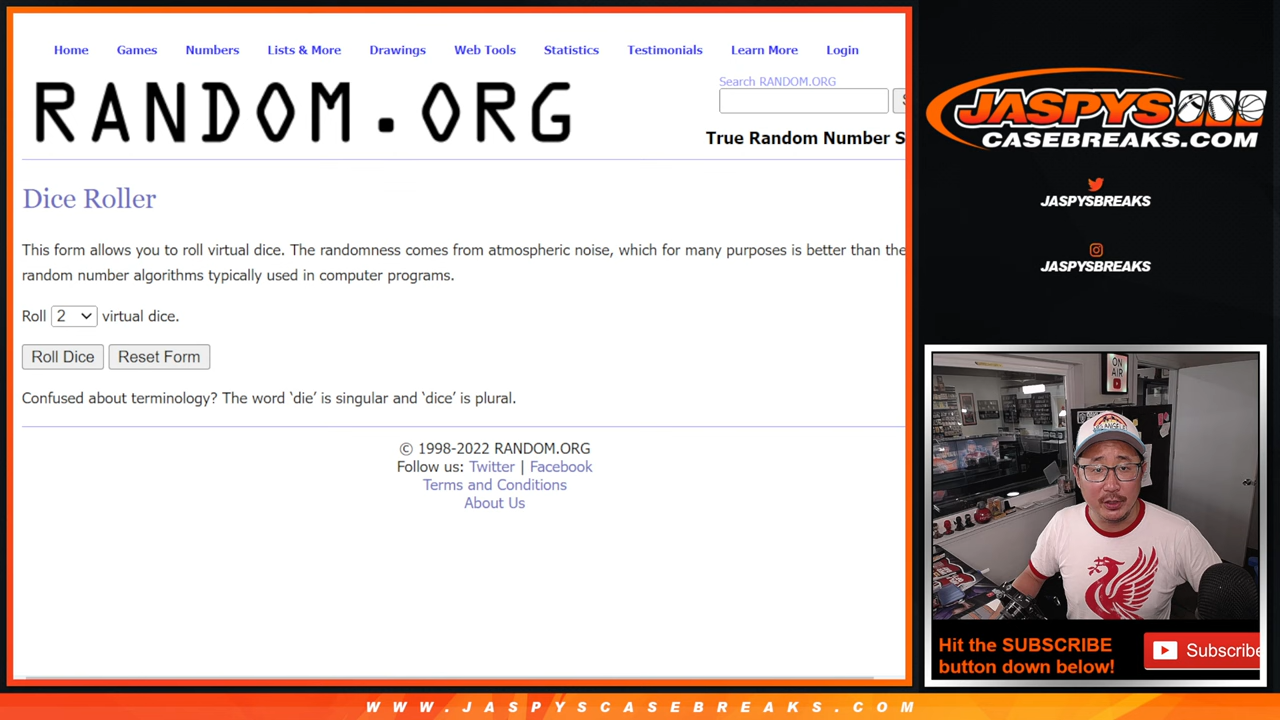 Home Games Numbers Lists & More Drawings Web Tools Statistics Testimonials Learn More Login
RANDOM.ORG
Search RANDOM.ORG
True Random Number S
Dice Roller
This form allows you to roll virtual dice. The randomness comes from atmospheric noise, which for many purposes is better than the
random number algorithms typically used in computer programs.
Roll 2 virtual dice.
Roll Dice Reset Form
Confused about terminology? The word ‘die’ is singular and ‘dice’ is plural.
© 1998-2022 RANDOM.ORG
Follow us: Twitter | Facebook
Terms and Conditions
About Us
JASPYS
CASEBREAKS.COM
JASPYSBREAKS
JASPYSBREAKS
ON
AIR
Hit the SUBSCRIBE
button down below!
Subscribe
WWW.JASPYSCASEBREAKS.COM